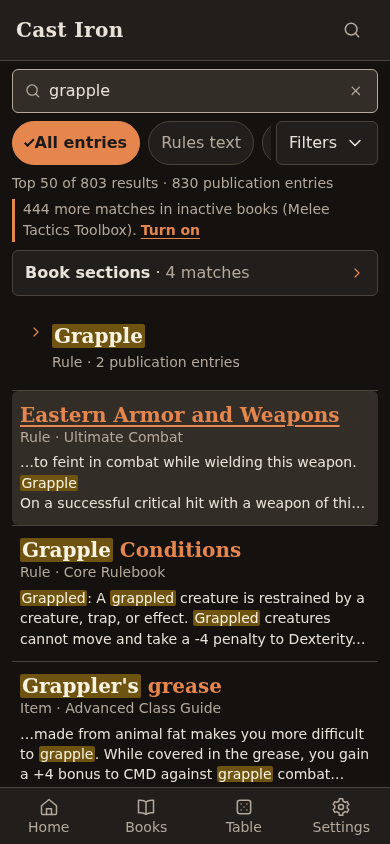 Cast Iron
grapple
All entries
Rules text
Filters
Top 50 of 803 results · 830 publication entries
444 more matches in inactive books (Melee
Tactics Toolbox). Turn on
Book sections · 4 matches
Grapple
Rule · 2 publication entries
Eastern Armor and Weapons
Rule · Ultimate Combat
…to feint in combat while wielding this weapon.
Grapple
On a successful critical hit with a weapon of thi…
Grapple Conditions
Rule · Core Rulebook
Grappled: A grappled creature is restrained by a
creature, trap, or effect. Grappled creatures
cannot move and take a -4 penalty to Dexterity…
Grappler's grease
Item · Advanced Class Guide
…made from animal fat makes you more difficult
to grapple. While covered in the grease, you gain
a +4 bonus to CMD against grapple combat…
Home
Books
Table
Settings